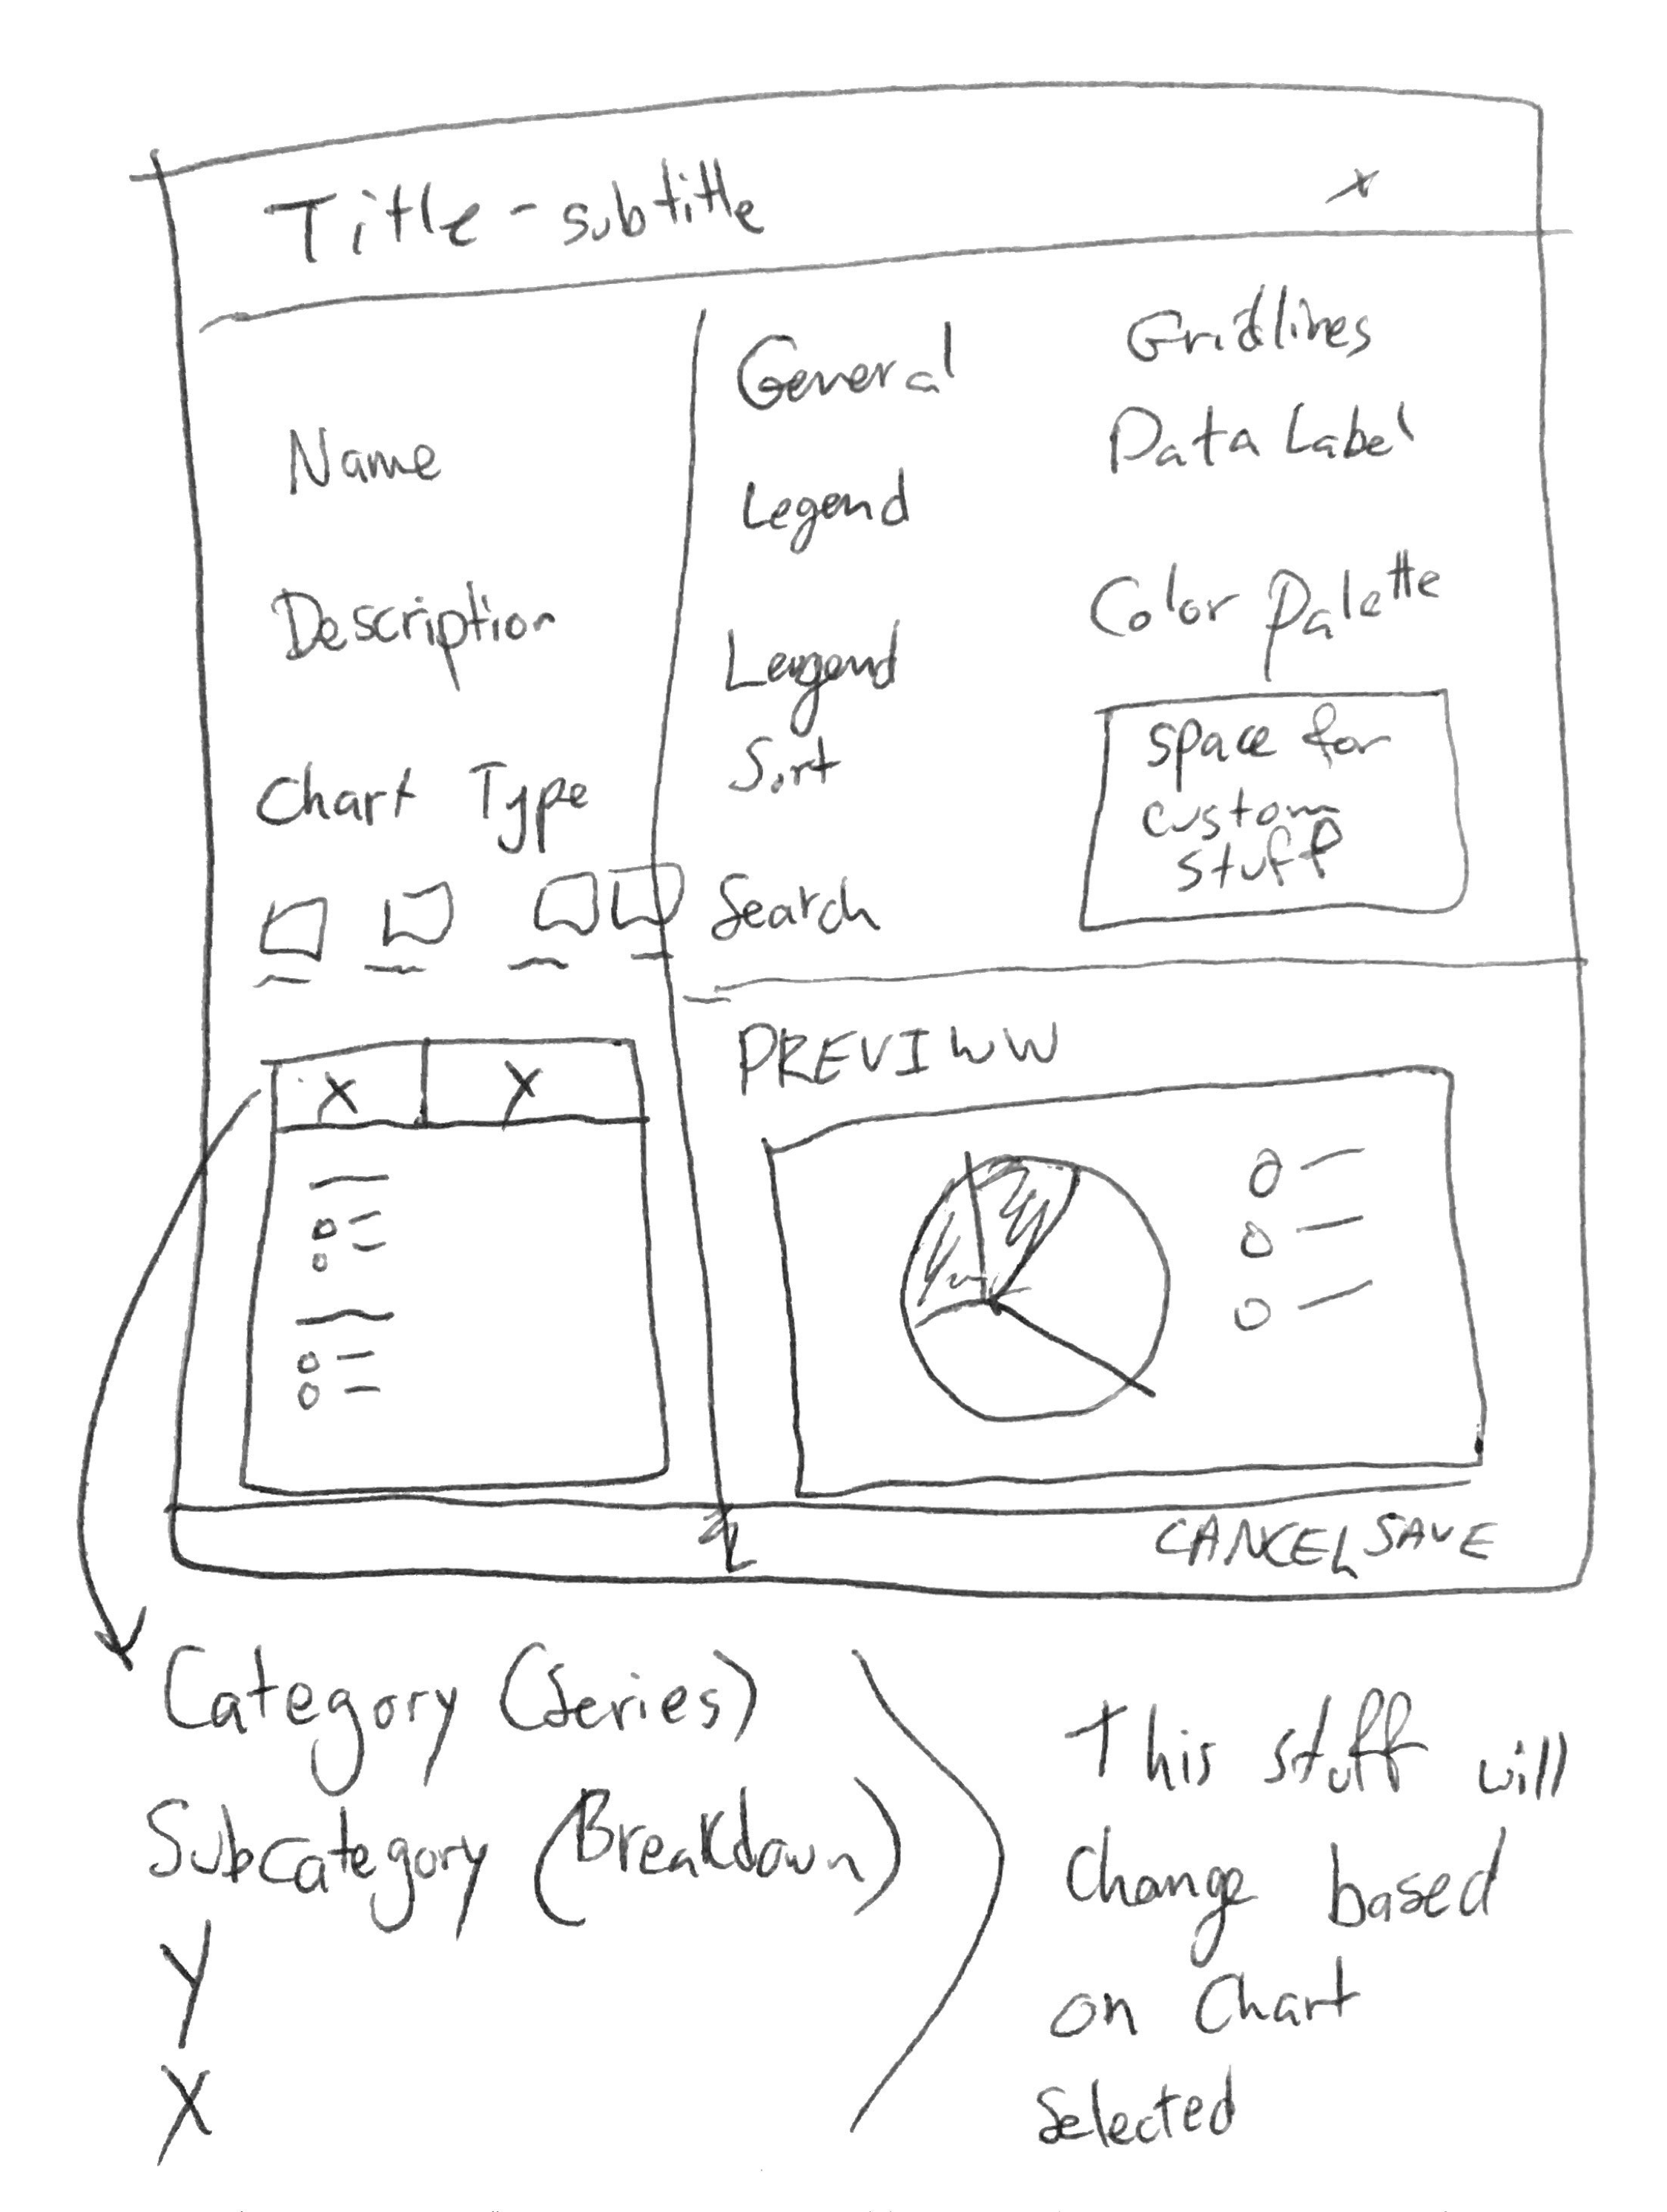 Title - subtitle x
Name
Description
Chart Type
General
Legend
Lengend
Sort
Search
Gridlines
Data Label
Color Palette
space for
custom
stuff
X Y
PREVIWW
CANCEL SAVE
Category (Series)
Subcategory (Breakdown)
Y
X
This stuff will
change based
on Chart
Selected